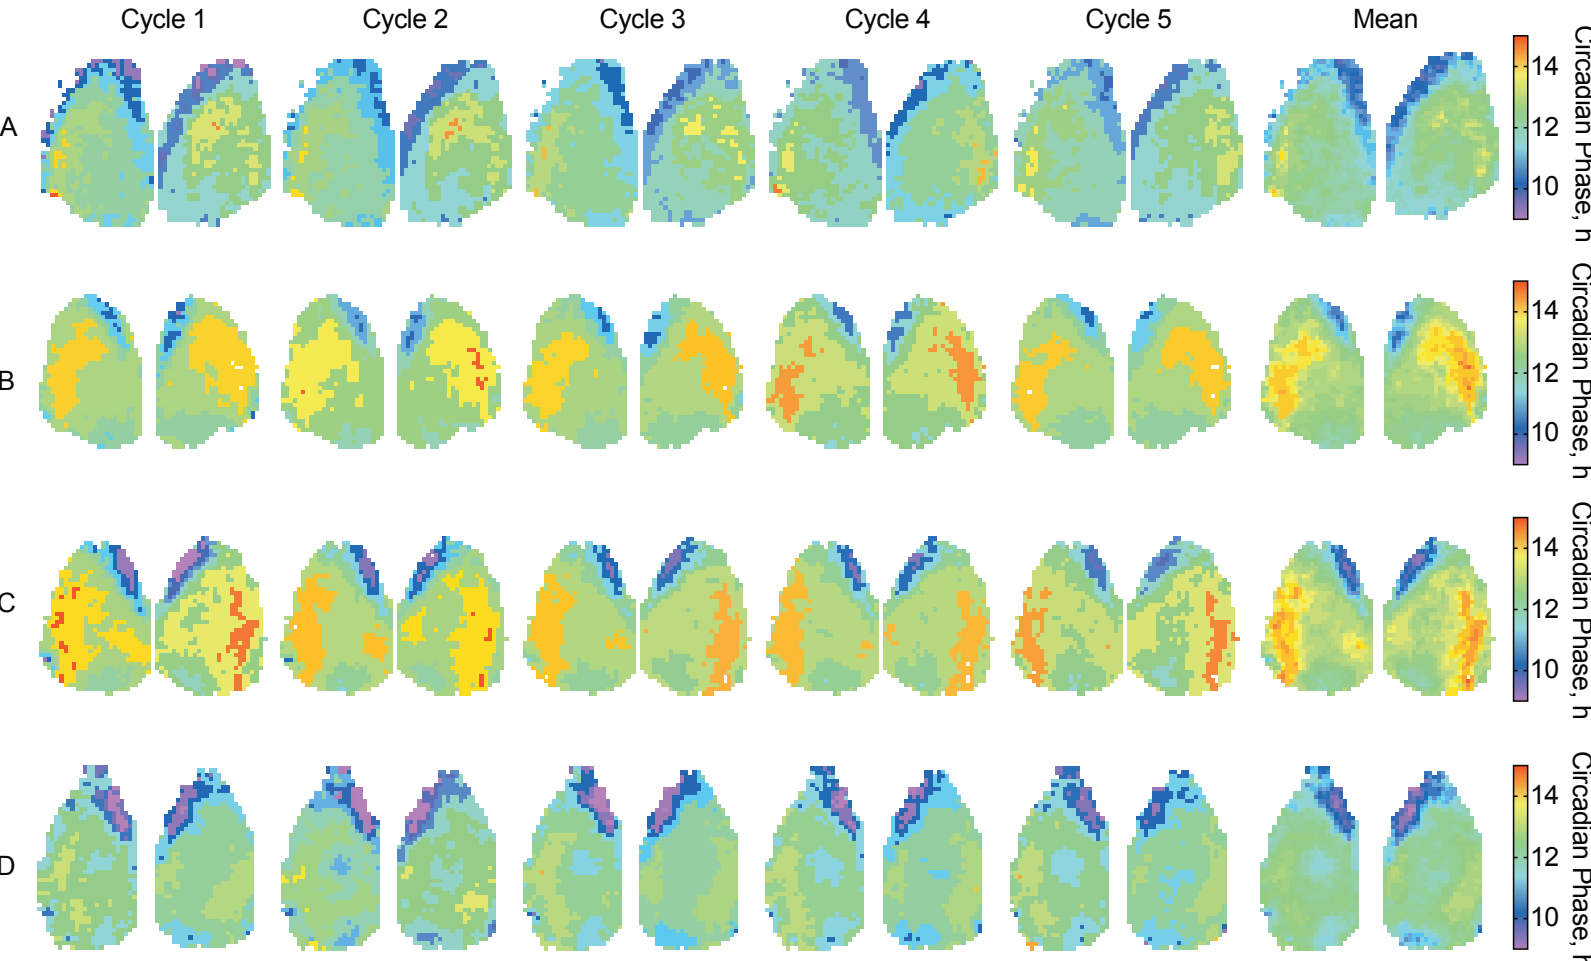 Cycle 1 Cycle 2 Cycle 3 Cycle 4 Cycle 5 Mean
A
14
12
10
Circadian Phase, h
B
14
12
10
Circadian Phase, h
C
14
12
10
Circadian Phase, h
D
14
12
10
Circadian Phase, h